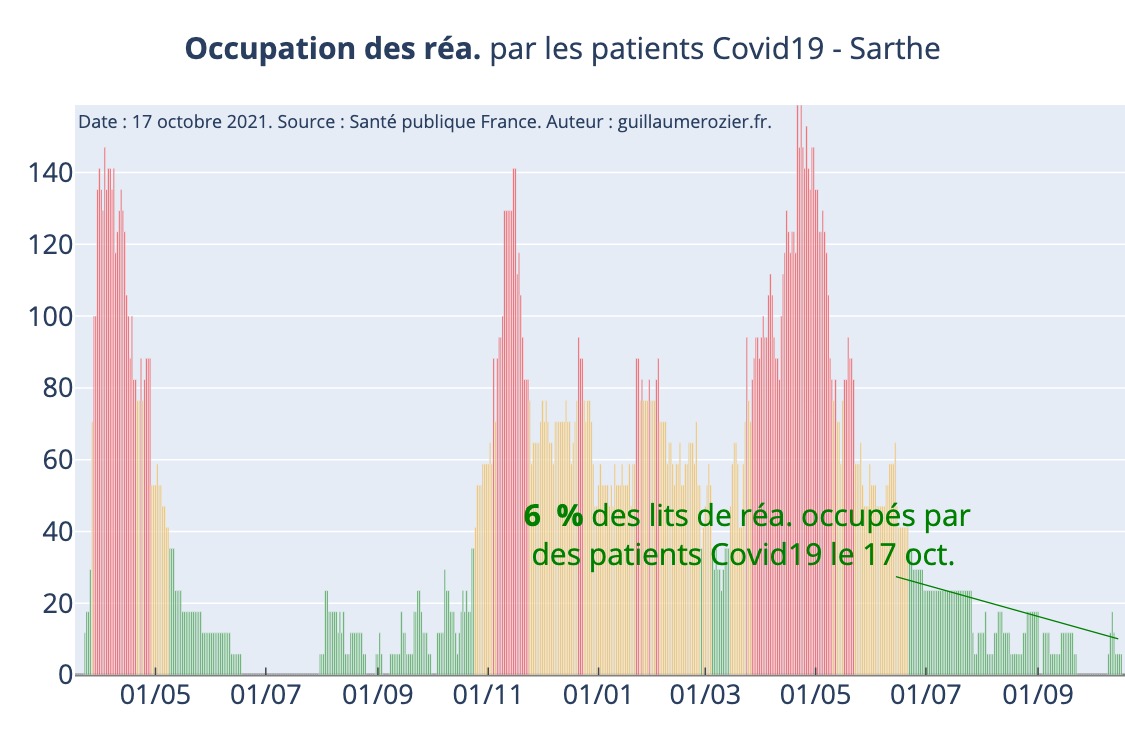 Occupation des réa. par les patients Covid19 - Sarthe
Date : 17 octobre 2021. Source : Santé publique France. Auteur : guillaumerozier.fr.
140
120
100
80
60
40
20
0
6 % des lits de réa. occupés par
des patients Covid19 le 17 oct.
01/05 01/07 01/09 01/11 01/01 01/03 01/05 01/07 01/09